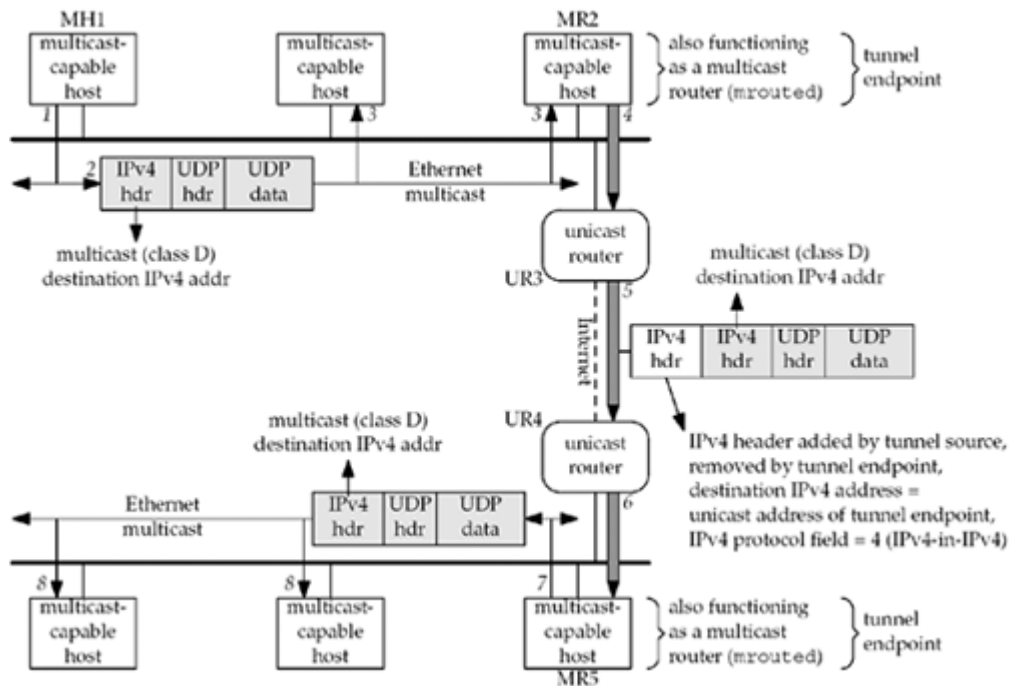 MH1
MR2
multicast-
capable
host
multicast-
capable
host
multicast-
capable
host
also functioning
as a multicast
router (mrouted)
tunnel
endpoint
1
3
3
4
2
IPv4
hdr
UDP
hdr
UDP
data
Ethernet
multicast
multicast (class D)
destination IPv4 addr
unicast
router
UR3
5
multicast (class D)
destination IPv4 addr
Internet
IPv4
hdr
IPv4
hdr
UDP
hdr
UDP
data
UR4
unicast
router
6
IPv4 header added by tunnel source,
removed by tunnel endpoint,
destination IPv4 address =
unicast address of tunnel endpoint,
IPv4 protocol field = 4 (IPv4-in-IPv4)
multicast (class D)
destination IPv4 addr
Ethernet
multicast
IPv4
hdr
UDP
hdr
UDP
data
8
8
7
multicast-
capable
host
multicast-
capable
host
multicast-
capable
host
MR5
also functioning
as a multicast
router (mrouted)
tunnel
endpoint